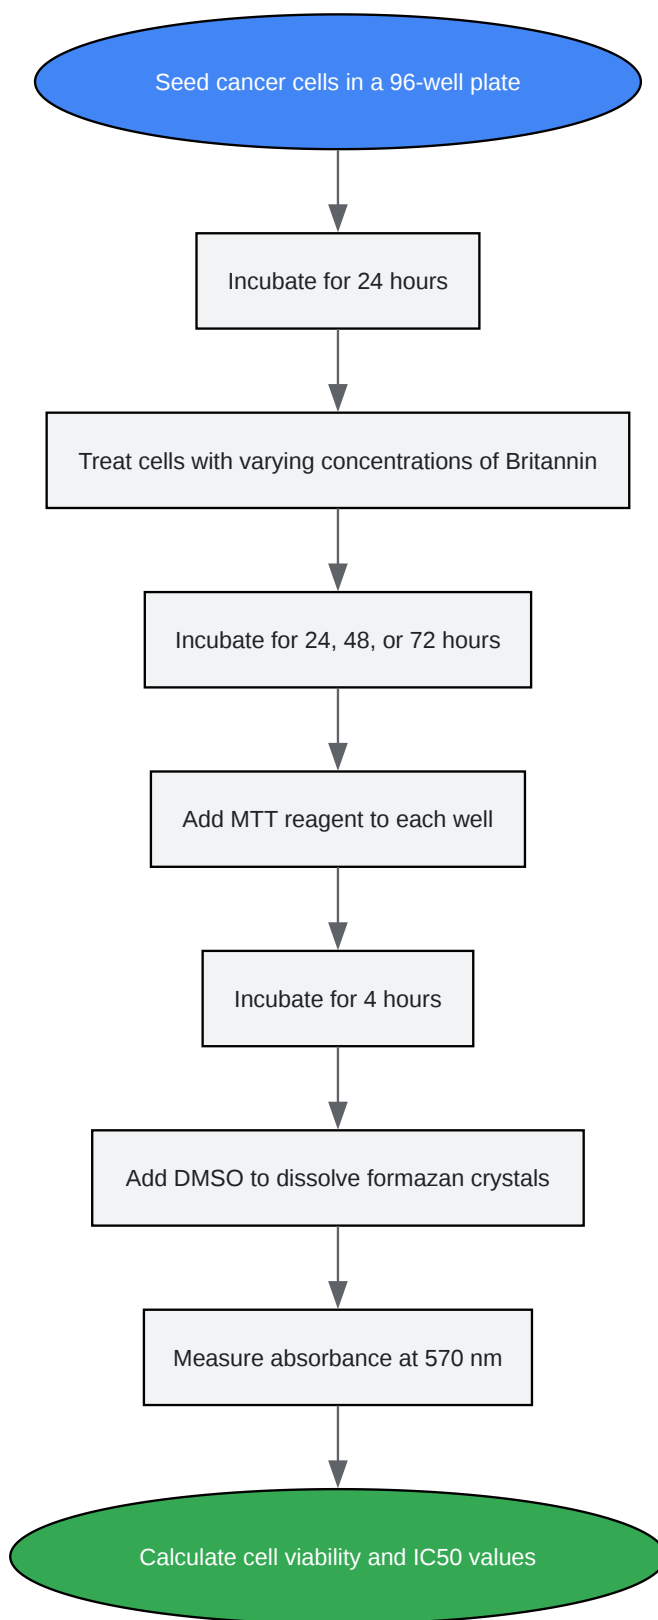 Seed cancer cells in a 96-well plate
Incubate for 24 hours
Treat cells with varying concentrations of Britannin
Incubate for 24, 48, or 72 hours
Add MTT reagent to each well
Incubate for 4 hours
Add DMSO to dissolve formazan crystals
Measure absorbance at 570 nm
Calculate cell viability and IC50 values